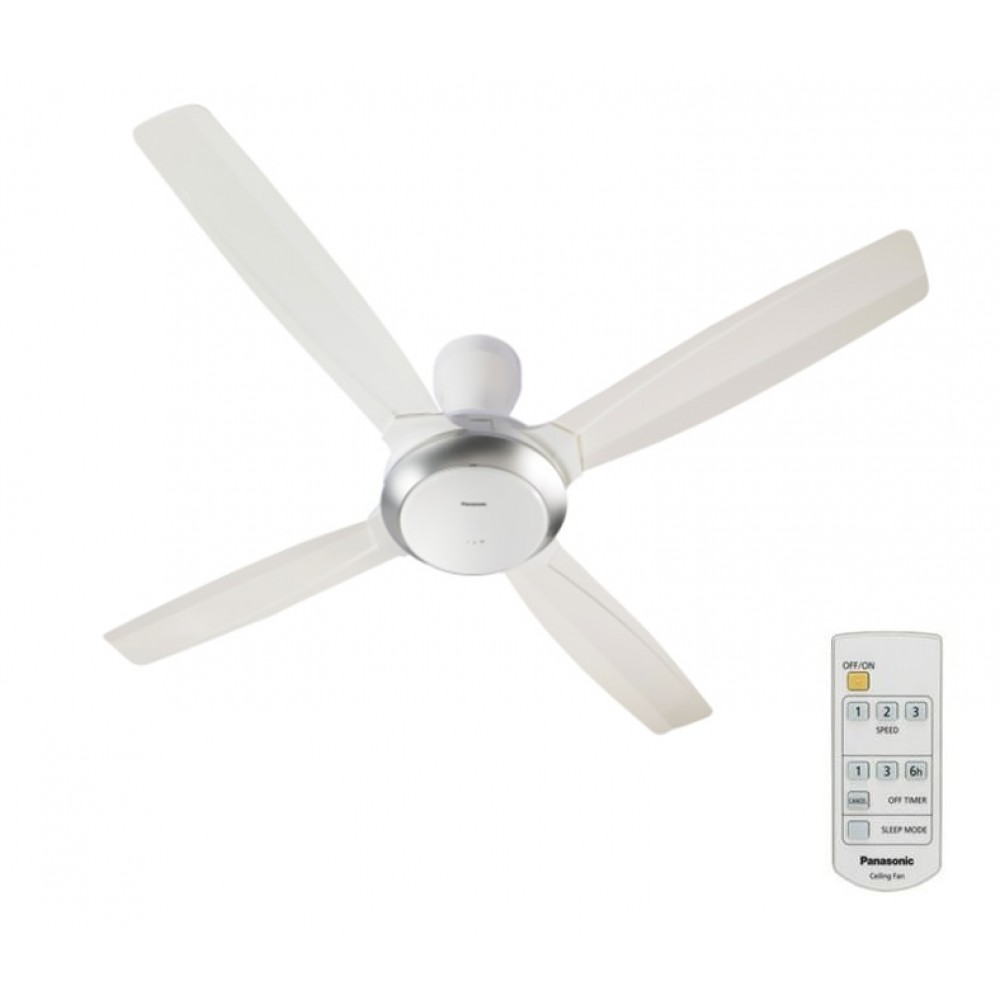 Panasonic
OFF/ON
1 2 3
SPEED
1 3 6h
CANCEL OFF TIMER
SLEEP MODE
Panasonic
Ceiling Fan